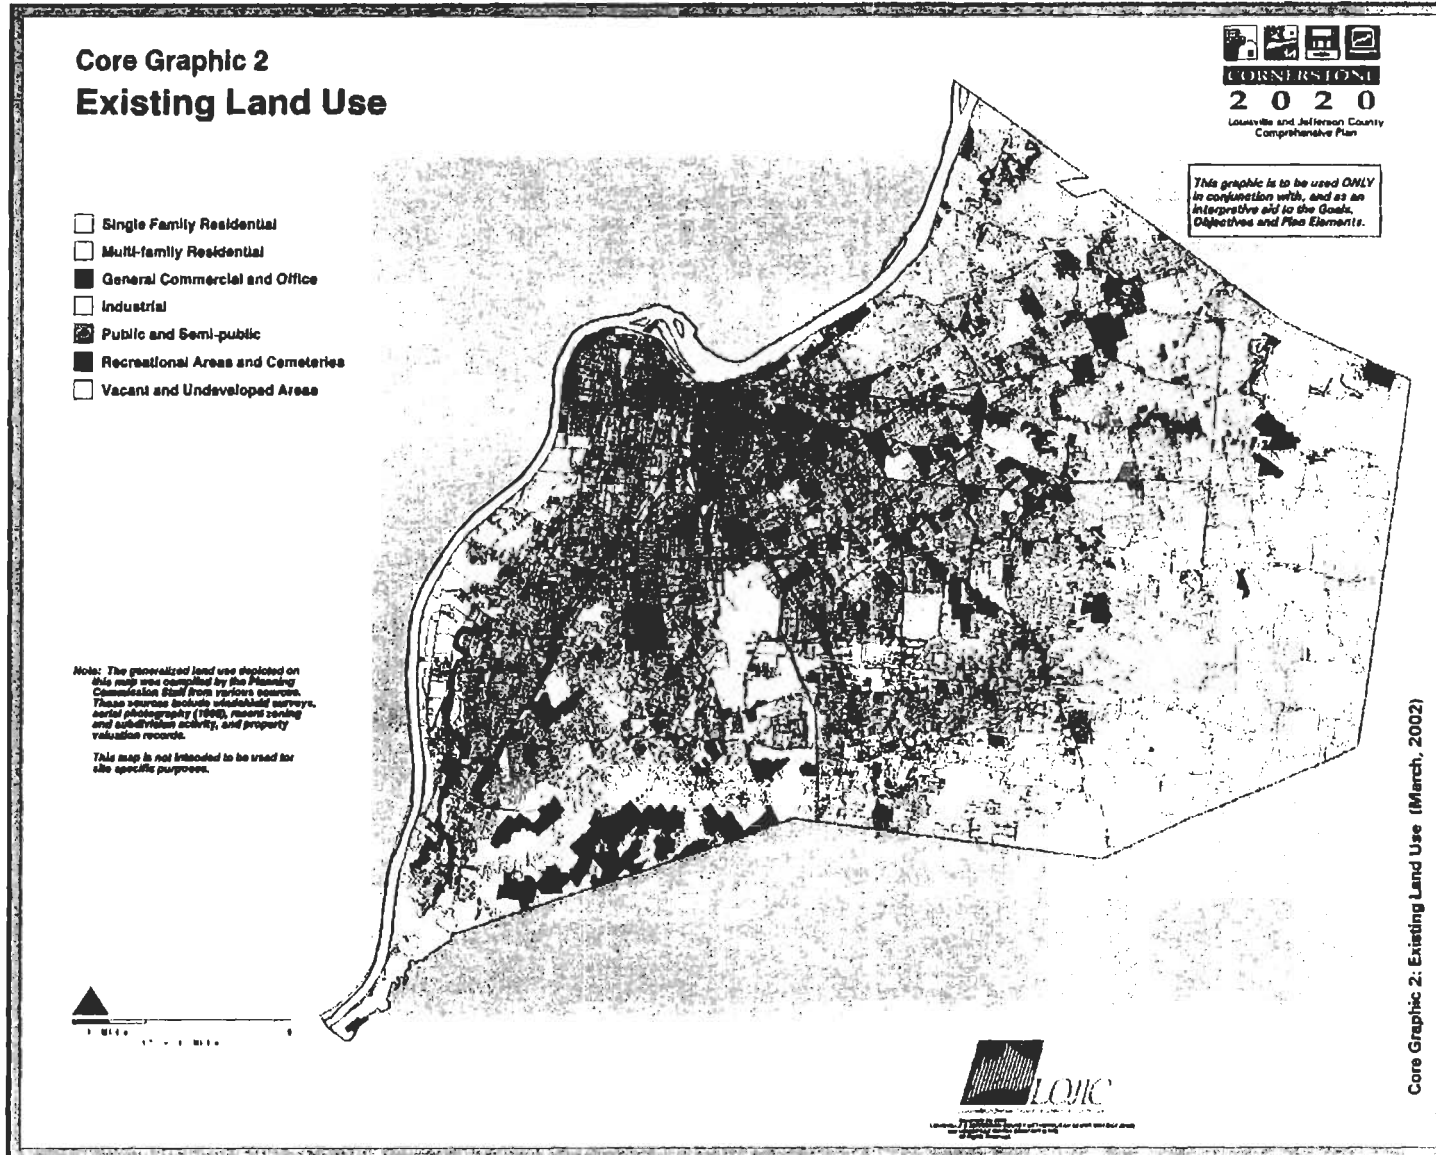 Core Graphic 2
Existing Land Use
CORNERSTONE
2 0 2 0
Louisville and Jefferson County
Comprehensive Plan
This graphic is to be used ONLY
in conjunction with, and as an
interpretive aid to the Goals,
Objectives and Plan Elements.
Single Family Residential
Multi-family Residential
General Commercial and Office
Industrial
Public and Semi-public
Recreational Areas and Cemeteries
Vacant and Undeveloped Areas
Note: The generalized land use depicted on
this map was compiled by the Planning
Commission Staff from various sources.
These sources include windshield surveys,
aerial photography, recent zoning
and subdivision activity, and property
valuation records.
This map is not intended to be used for
site specific purposes.
LOJIC
Core Graphic 2: Existing Land Use (March, 2002)